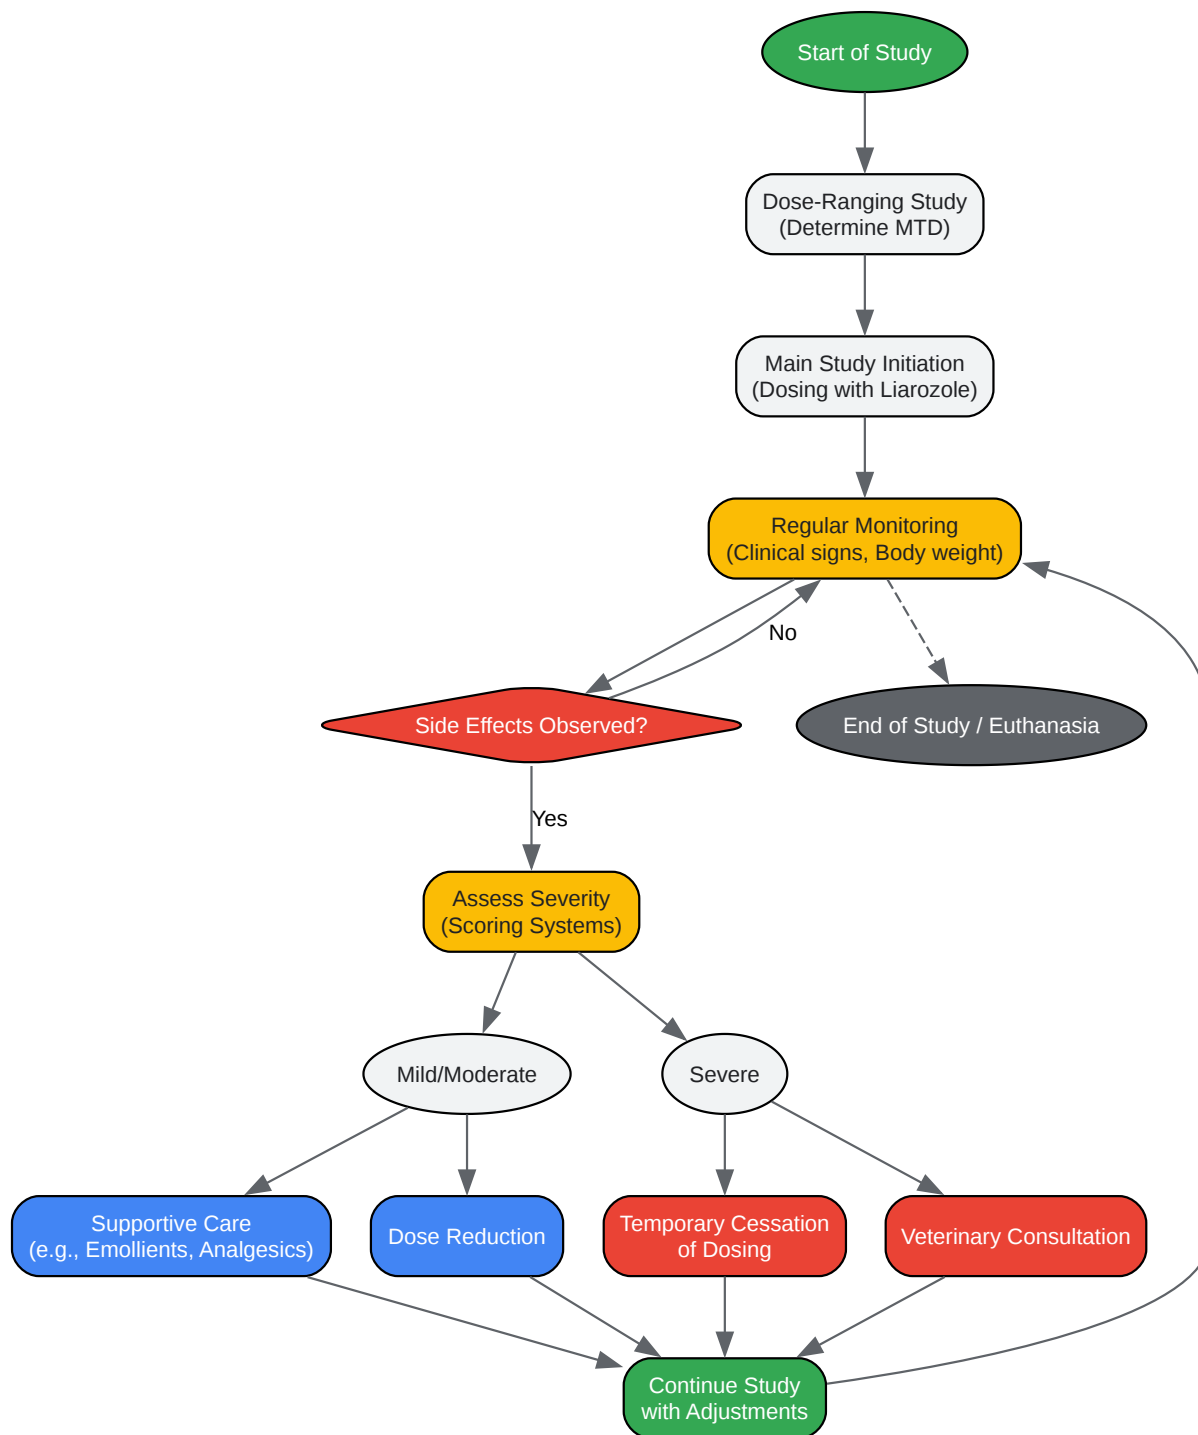 Start of Study
Dose-Ranging Study
(Determine MTD)
Main Study Initiation
(Dosing with Liarozole)
Regular Monitoring
(Clinical signs, Body weight)
No
Side Effects Observed?
End of Study / Euthanasia
Yes
Assess Severity
(Scoring Systems)
Mild/Moderate
Severe
Supportive Care
(e.g., Emollients, Analgesics)
Dose Reduction
Temporary Cessation
of Dosing
Veterinary Consultation
Continue Study
with Adjustments